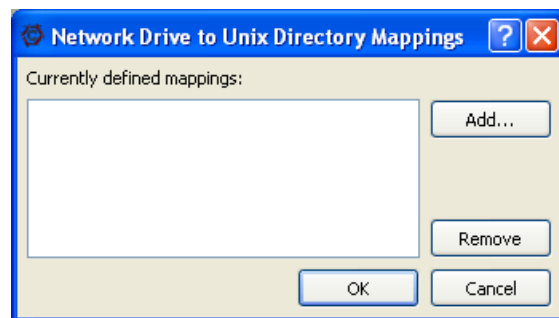 Network Drive to Unix Directory Mappings
Currently defined mappings:
Add...
Remove
OK
Cancel